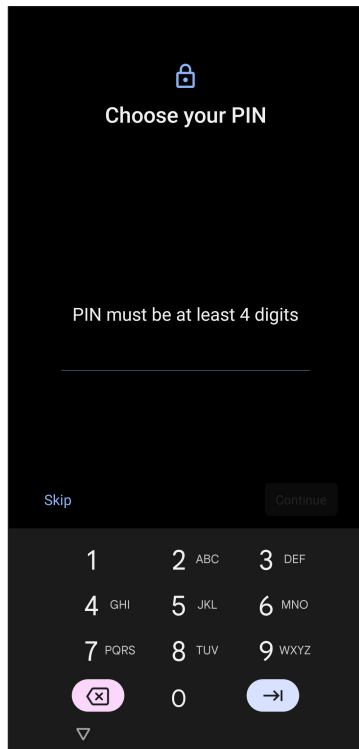 Choose your PIN
PIN must be at least 4 digits
Skip Continue
1 2 ABC 3 DEF
4 GHI 5 JKL 6 MNO
7 PQRS 8 TUV 9 WXYZ
0